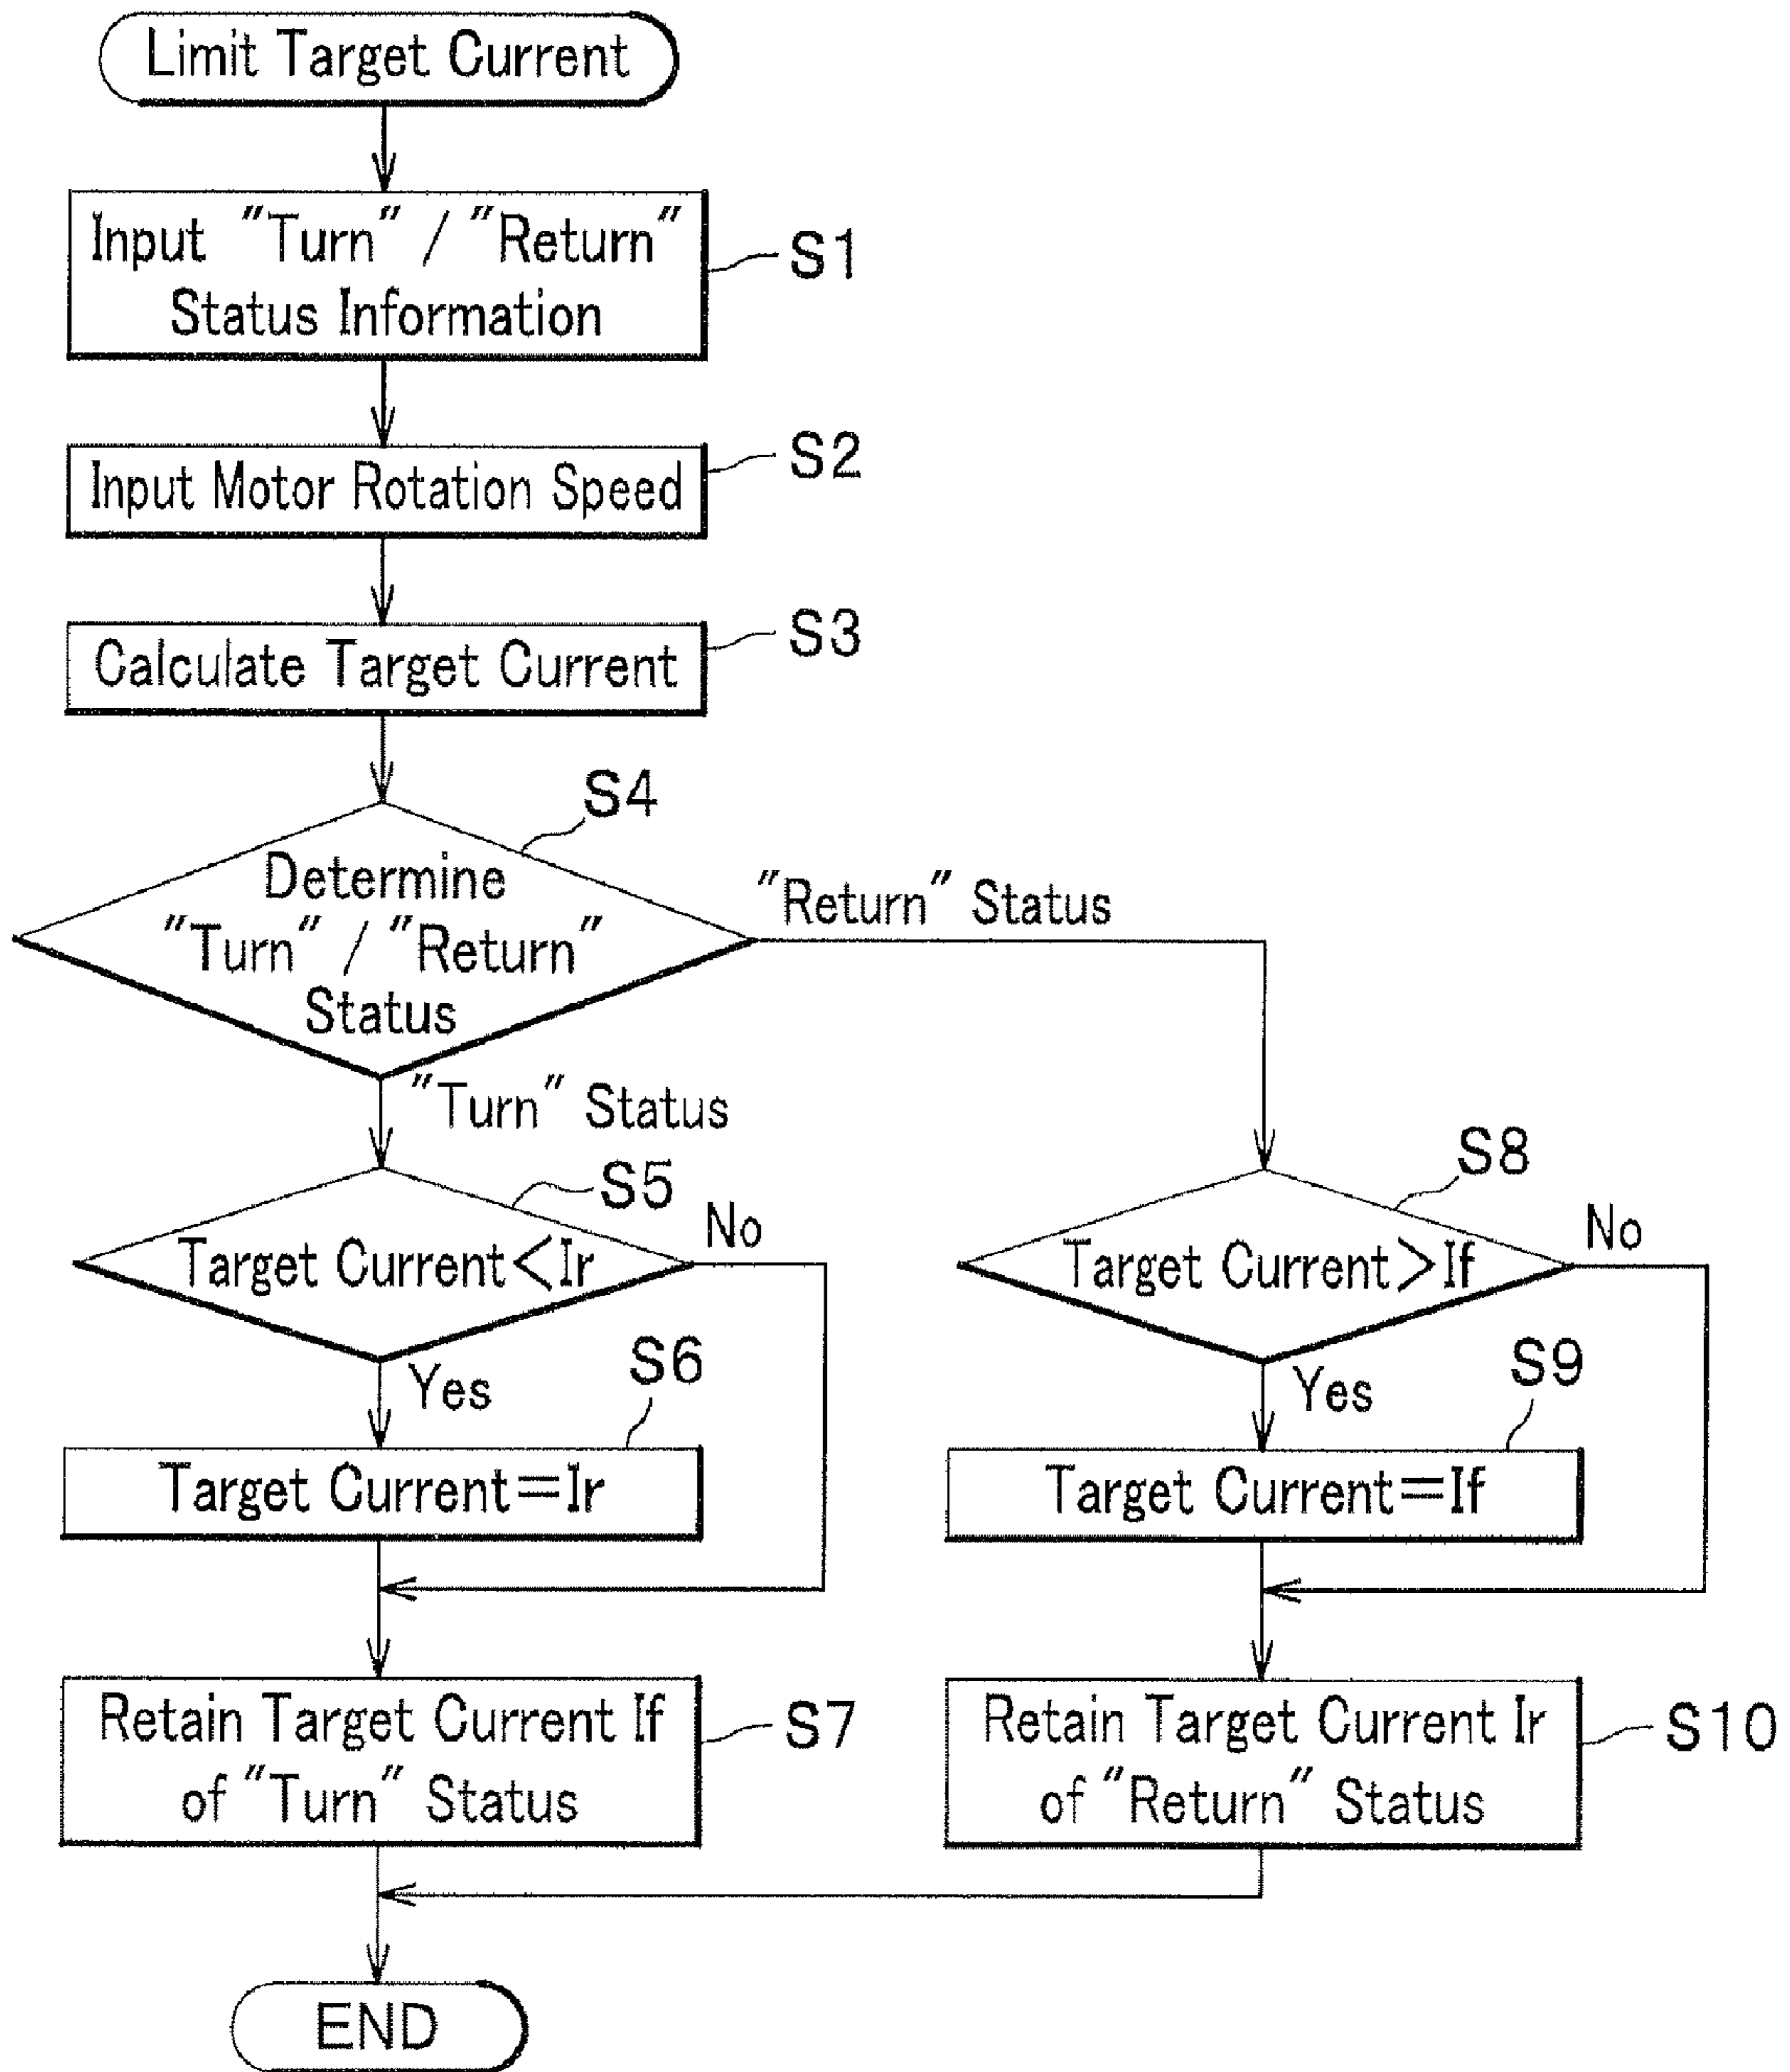 Limit Target Current
Input "Turn" / "Return"
Status Information
S1
Input Motor Rotation Speed
S2
Calculate Target Current
S3
S4
Determine
"Turn" / "Return"
Status
"Return" Status
"Turn" Status
S5
Target Current<Ir
No
Yes
S6
Target Current=Ir
Retain Target Current If
of "Turn" Status
S7
S8
Target Current>If
No
Yes
S9
Target Current=If
Retain Target Current Ir
of "Return" Status
S10
END